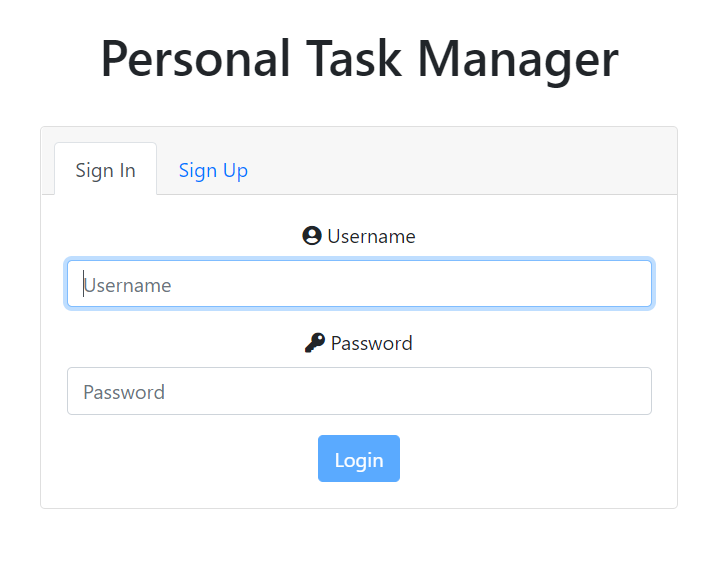 Personal Task Manager
Sign In Sign Up
Username
Username
Password
Password
Login